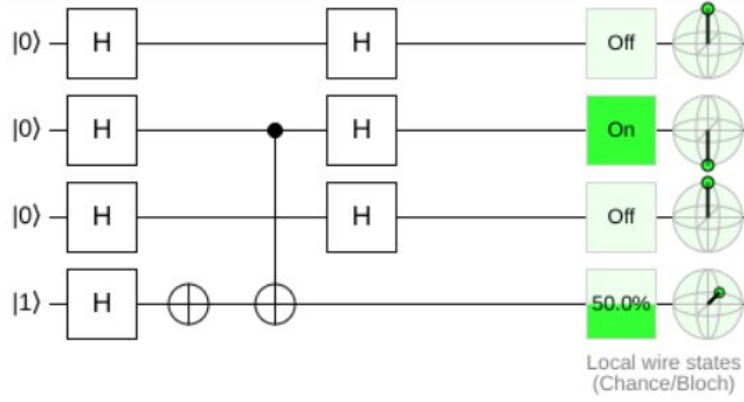 |0⟩ H H Off
|0⟩ H H On
|0⟩ H H Off
|1⟩ H 50.0%
Local wire states
(Chance/Bloch)